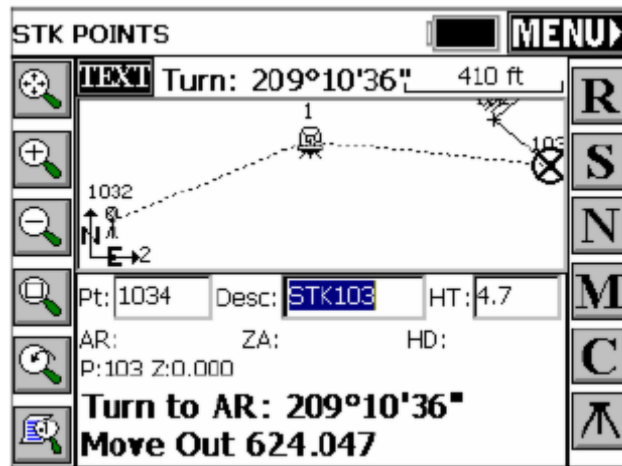 STK POINTS MENU
TEXT Turn: 209°10'36" 410 ft
R
1
103
S
1032
N
N
E 2
Pt: 1034 Desc: STK103 HT: 4.7
M
AR: ZA: HD:
P:103 Z:0.000
C
Turn to AR: 209°10'36"
Move Out 624.047